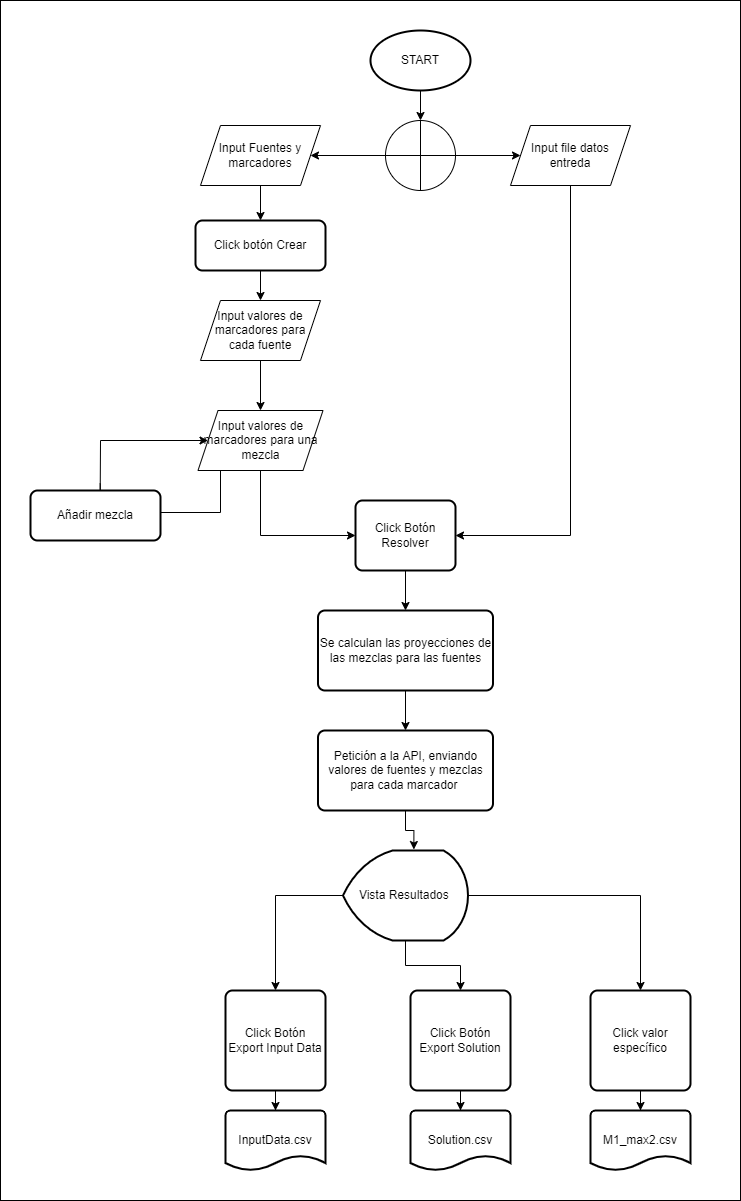 START
Input Fuentes y
marcadores
Input file datos
entreda
Click botón Crear
Input valores de
marcadores para
cada fuente
Input valores de
marcadores para una
mezcla
Añadir mezcla
Click Botón
Resolver
Se calculan las proyecciones de
las mezclas para las fuentes
Petición a la API, enviando
valores de fuentes y mezclas
para cada marcador
Vista Resultados
Click Botón
Export Input Data
Click Botón
Export Solution
Click valor
específico
InputData.csv
Solution.csv
M1_max2.csv